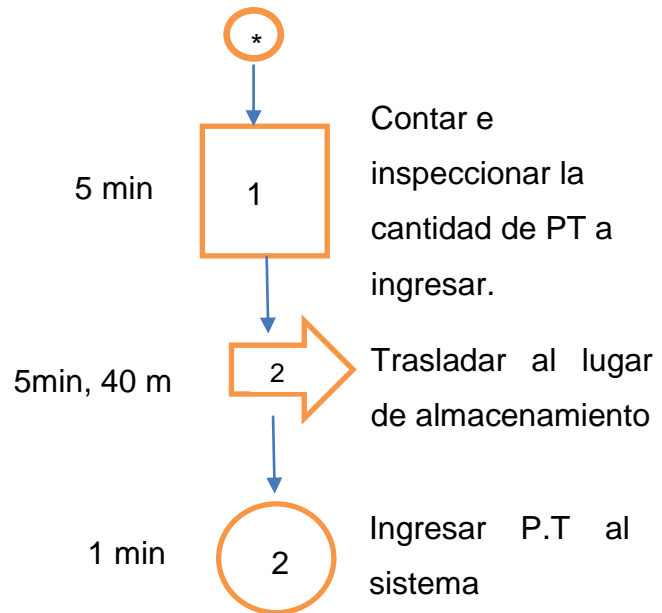 *
5 min
1
Contar e
inspeccionar la
cantidad de PT a
ingresar.
5min, 40 m
2
Trasladar al lugar
de almacenamiento
1 min
2
Ingresar P.T al
sistema